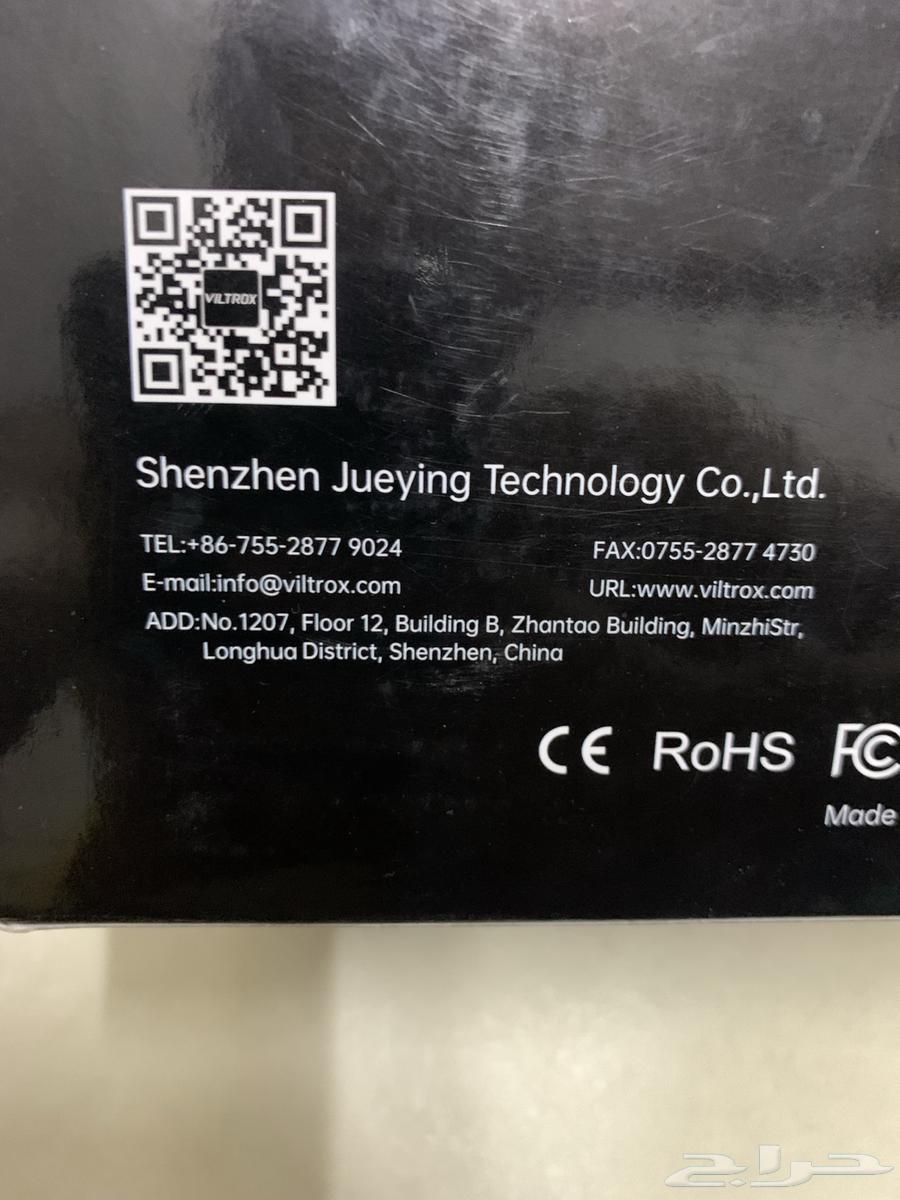 VILTROX
Shenzhen Jueying Technology Co.,Ltd.
TEL:+86-755-2877 9024 FAX:0755-2877 4730
E-mail:info@viltrox.com URL:www.viltrox.com
ADD:No.1207, Floor 12, Building B, Zhantao Building, MinzhiStr,
Longhua District, Shenzhen, China
CE RoHS FC
Made
حراج